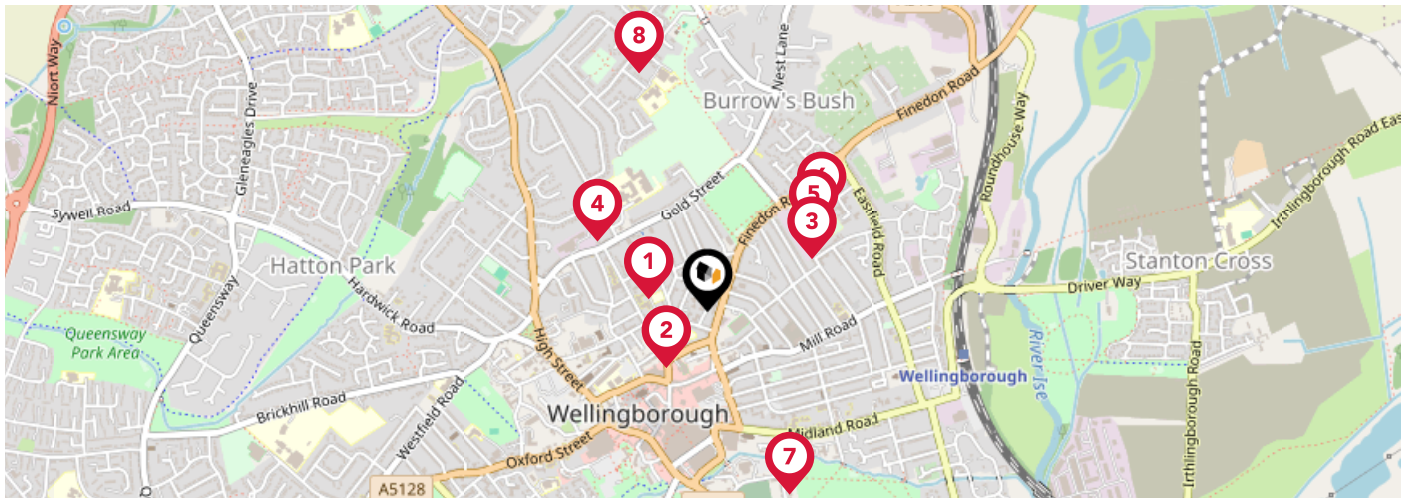 8
Niort Way
Nest Lane
Burrow's Bush
Finedon Road
Gleneagles Drive
Roundhouse Way
Irthlingborough Road East
5
Sywell Road
4
Gold Street
Finedon R
3
Easfield Road
1
Hatton Park
Stanton Cross
Driver Way
Queensway
Hardwick Road
Queensway
Park Area
2
High Street
Mill Road
River Ise
Wellingborough
Irthlingborough Road
Brickhill Road
Westfield Road
Wellingborough
Midland Road
7
Oxford Street
A5128